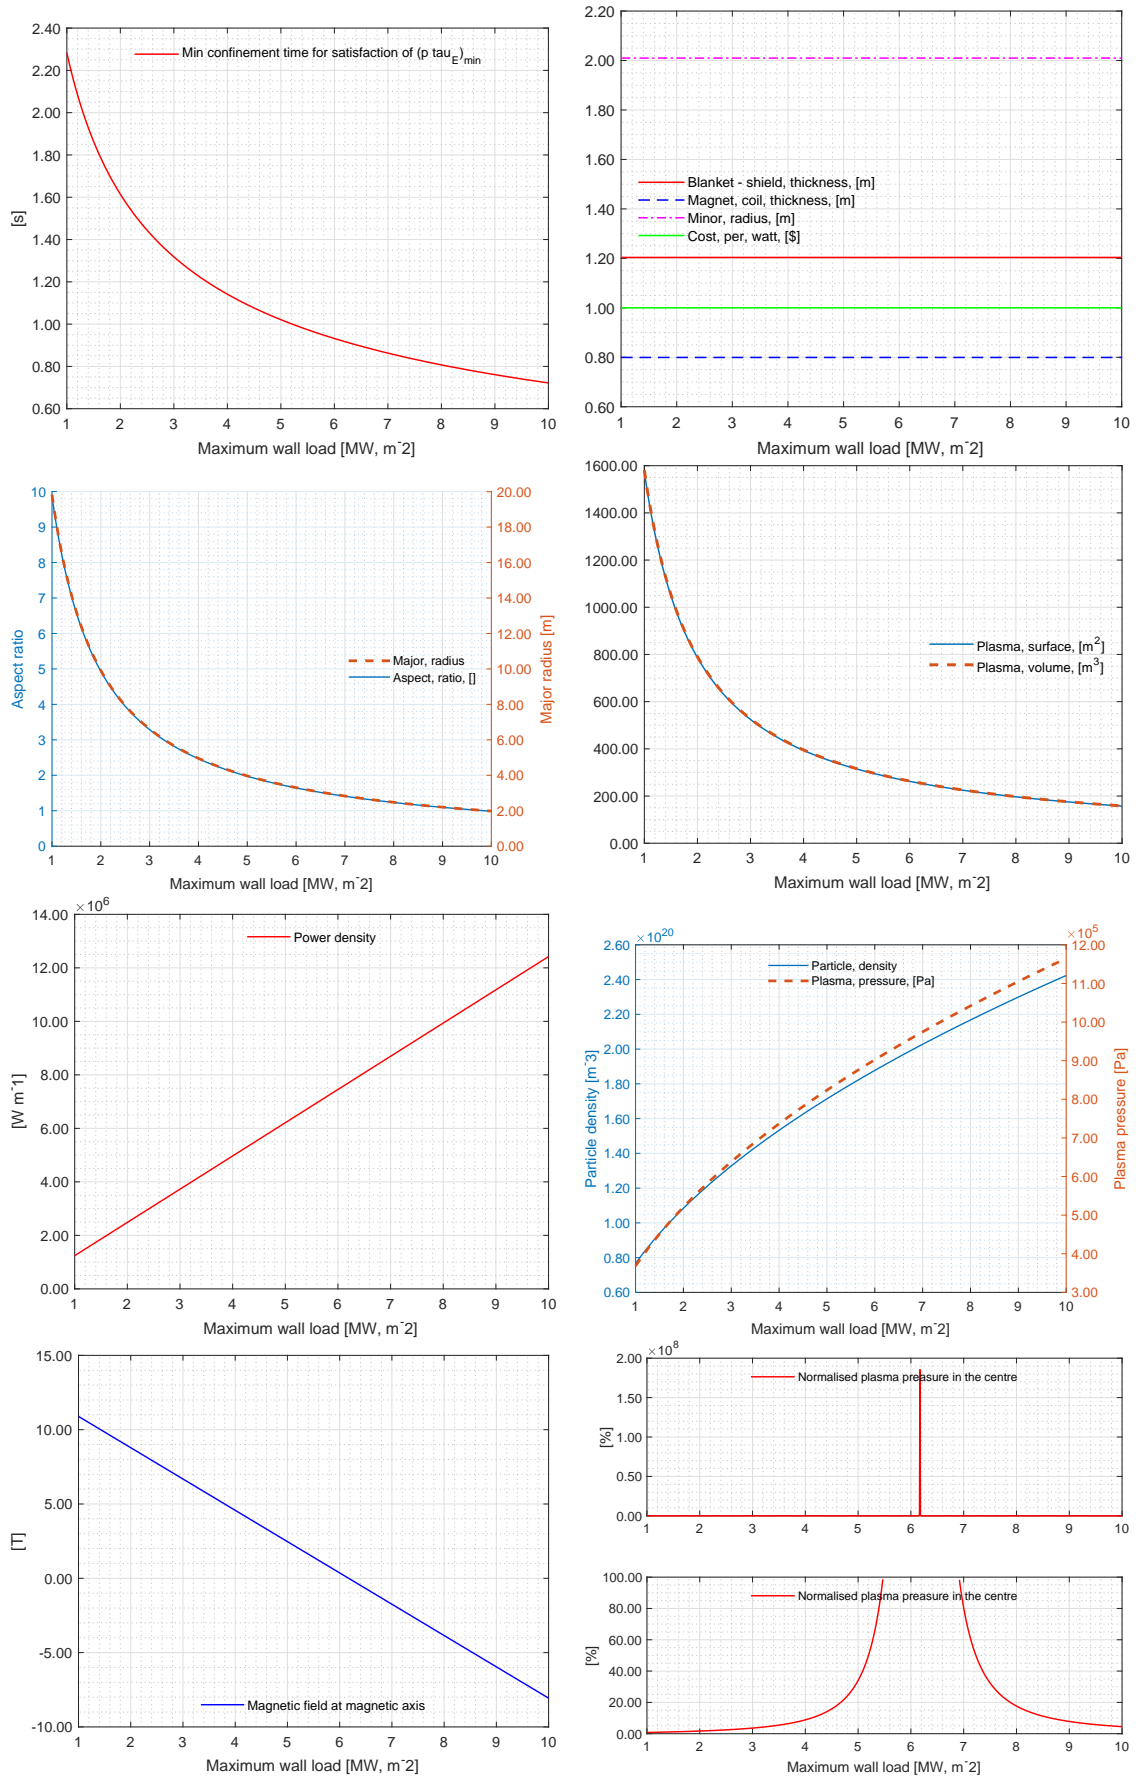 2.40
2.20
2.00
1.80
1.60
1.40
1.20
1.00
0.80
0.60
[s]
Min confinement time for satisfaction of (p tau_E)_min
1 2 3 4 5 6 7 8 9 10
Maximum wall load [MW, m^-2]
2.20
2.00
1.80
1.60
1.40
1.20
1.00
0.80
0.60
Blanket - shield, thickness, [m]
Magnet, coil, thickness, [m]
Minor, radius, [m]
Cost, per, watt, [$]
1 2 3 4 5 6 7 8 9 10
Maximum wall load [MW, m^-2]
10
9
8
7
6
5
4
3
2
1
0
Aspect ratio
Major, radius
Aspect, ratio, []
20.00
18.00
16.00
14.00
12.00
10.00
8.00
6.00
4.00
2.00
0.00
Major radius [m]
1 2 3 4 5 6 7 8 9 10
Maximum wall load [MW, m^-2]
1600.00
1400.00
1200.00
1000.00
800.00
600.00
400.00
200.00
0.00
Plasma, surface, [m^2]
Plasma, volume, [m^3]
1 2 3 4 5 6 7 8 9 10
Maximum wall load [MW, m^-2]
×10^6
14.00
12.00
10.00
8.00
6.00
4.00
2.00
0.00
[W m^-1]
Power density
1 2 3 4 5 6 7 8 9 10
Maximum wall load [MW, m^-2]
×10^20
2.60
2.40
2.20
2.00
1.80
1.60
1.40
1.20
1.00
0.80
0.60
Particle density [m^-3]
Particle, density
Plasma, pressure, [Pa]
×10^5
12.00
11.00
10.00
9.00
8.00
7.00
6.00
5.00
4.00
3.00
Plasma pressure [Pa]
1 2 3 4 5 6 7 8 9 10
Maximum wall load [MW, m^-2]
15.00
10.00
5.00
0.00
-5.00
-10.00
[T]
Magnetic field at magnetic axis
1 2 3 4 5 6 7 8 9 10
Maximum wall load [MW, m^-2]
×10^8
2.00
1.50
1.00
0.50
0.00
[%]
Normalised plasma preasure in the centre
1 2 3 4 5 6 7 8 9 10
100.00
80.00
60.00
40.00
20.00
0.00
[%]
Normalised plasma preasure in the centre
1 2 3 4 5 6 7 8 9 10
Maximum wall load [MW, m^-2]